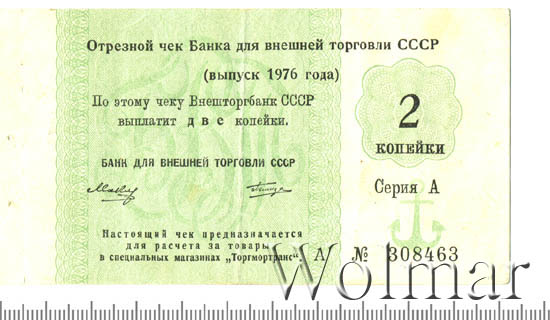 Отрезной чек Банка для внешней торговли СССР
(выпуск 1976 года)
По этому чеку Внешторгбанк СССР
выплатит две копейки.
2
КОПЕЙКИ
БАНК ДЛЯ ВНЕШНЕЙ ТОРГОВЛИ СССР
Серия А
Настоящий чек предназначается
для расчета за товары
в специальных магазинах „Торгмортранс".
А № 308463
Wolmar